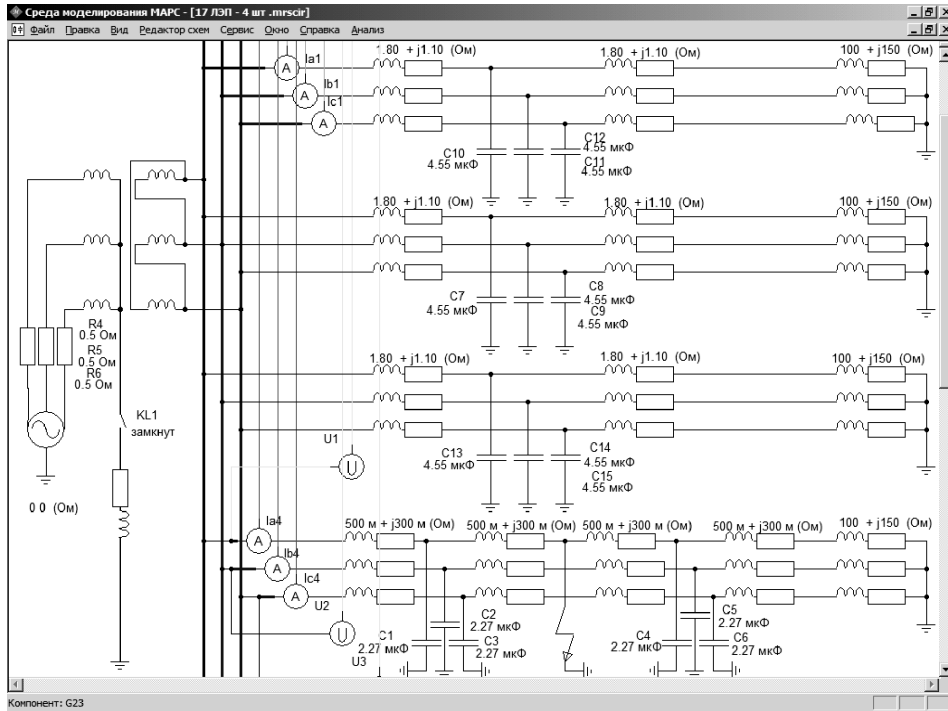 Среда моделирования МАРС - [17 ЛЭП - 4 шт .mrscir]
Файл Правка Вид Редактор схем Сервис Окно Справка Анализ
Ia1
1.80 + j1.10 (Ом)
1.80 + j1.10 (Ом)
100 + j150 (Ом)
A
Ib1
A
Ic1
A
C10
4.55 мкФ
C12
4.55 мкФ
C11
4.55 мкФ
1.80 + j1.10 (Ом)
1.80 + j1.10 (Ом)
100 + j150 (Ом)
C7
4.55 мкФ
C8
4.55 мкФ
C9
4.55 мкФ
R4
0.5 Ом
R5
0.5 Ом
R6
0.5 Ом
1.80 + j1.10 (Ом)
1.80 + j1.10 (Ом)
100 + j150 (Ом)
KL1
замкнут
U1
U
C13
4.55 мкФ
C14
4.55 мкФ
C15
4.55 мкФ
0 0 (Ом)
Ia4
500 м + j300 м (Ом)
500 м + j300 м (Ом)
500 м + j300 м (Ом)
500 м + j300 м (Ом)
100 + j150 (Ом)
A
Ib4
A
Ic4
A
U2
U
U3
C1
2.27 мкФ
C2
2.27 мкФ
C3
2.27 мкФ
C4
2.27 мкФ
C5
2.27 мкФ
C6
2.27 мкФ
Компонент: G23